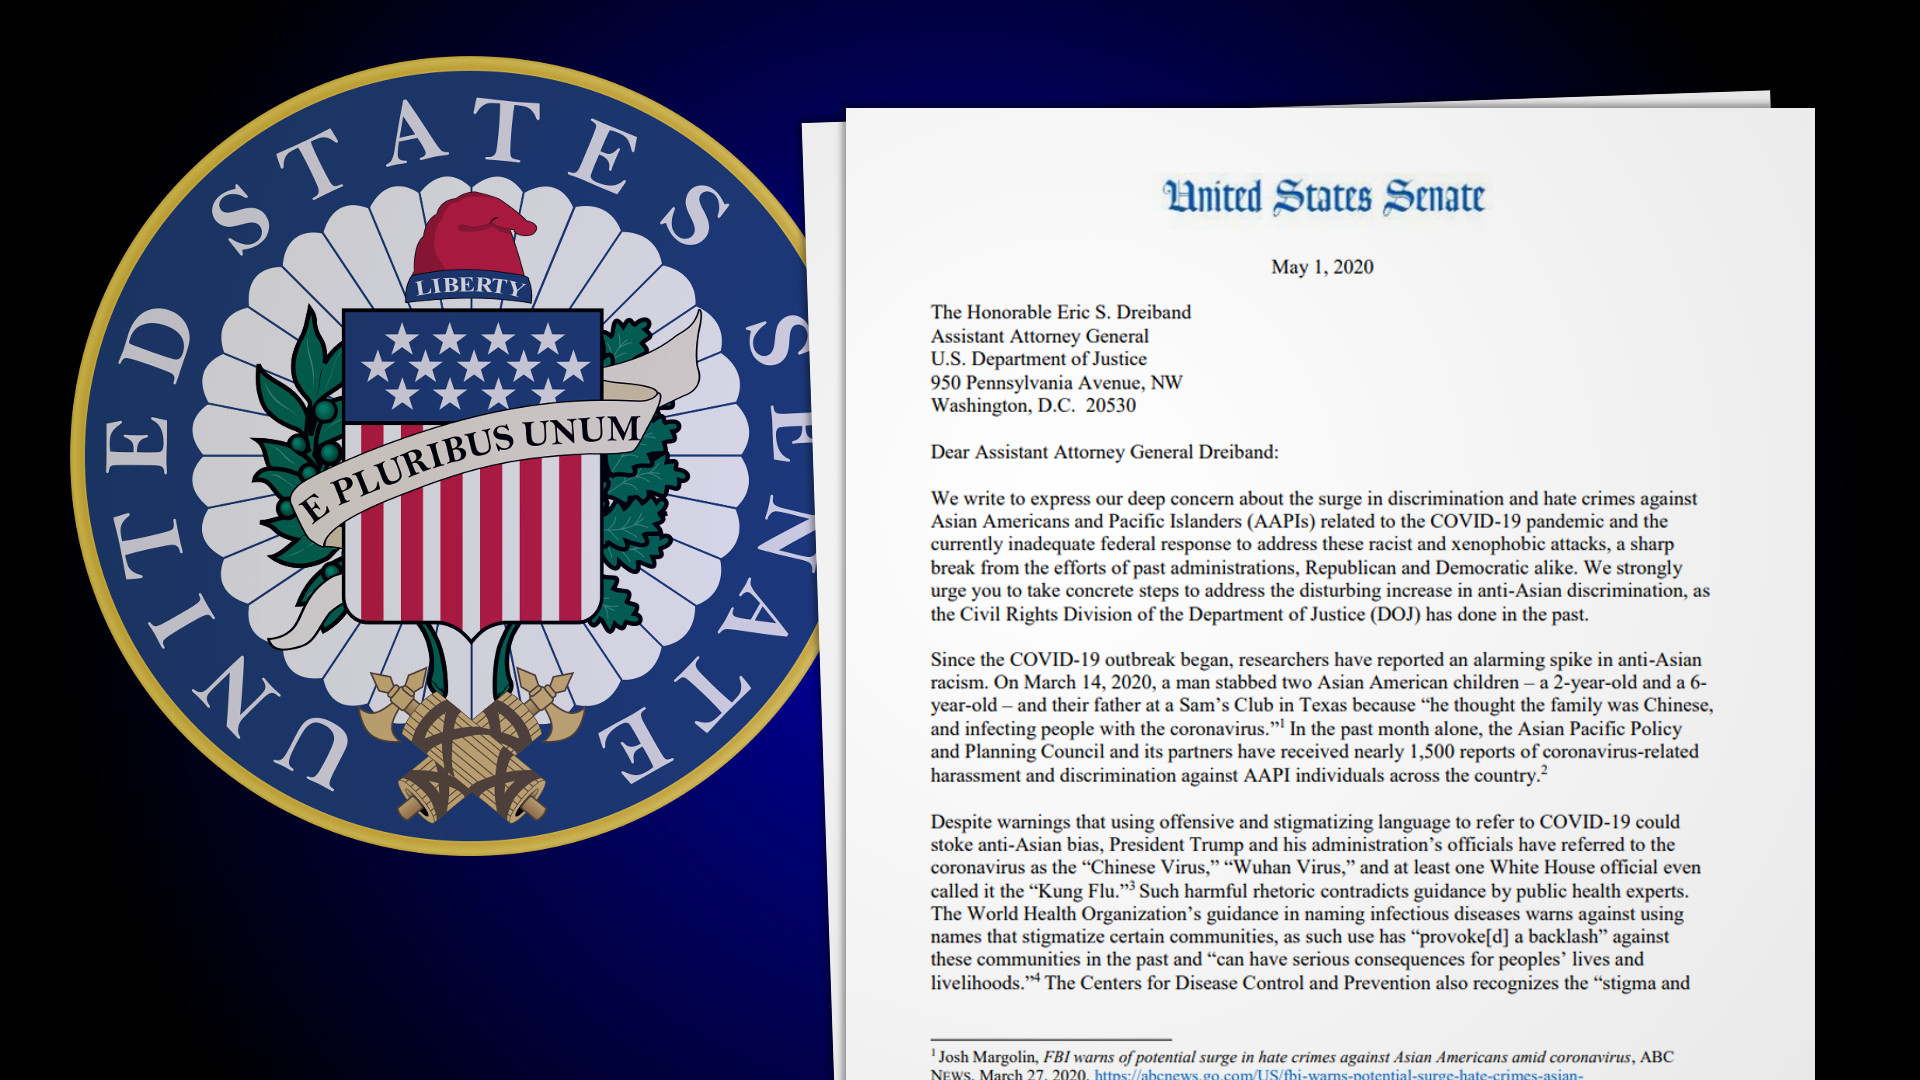 UNITED STATES SENATE
LIBERTY
E PLURIBUS UNUM
United States Senate
May 1, 2020
The Honorable Eric S. Dreiband
Assistant Attorney General
U.S. Department of Justice
950 Pennsylvania Avenue, NW
Washington, D.C.  20530
Dear Assistant Attorney General Dreiband:
We write to express our deep concern about the surge in discrimination and hate crimes against
Asian Americans and Pacific Islanders (AAPIs) related to the COVID-19 pandemic and the
currently inadequate federal response to address these racist and xenophobic attacks, a sharp
break from the efforts of past administrations, Republican and Democratic alike. We strongly
urge you to take concrete steps to address the disturbing increase in anti-Asian discrimination, as
the Civil Rights Division of the Department of Justice (DOJ) has done in the past.
Since the COVID-19 outbreak began, researchers have reported an alarming spike in anti-Asian
racism. On March 14, 2020, a man stabbed two Asian American children – a 2-year-old and a 6-
year-old – and their father at a Sam’s Club in Texas because “he thought the family was Chinese,
and infecting people with the coronavirus.”¹ In the past month alone, the Asian Pacific Policy
and Planning Council and its partners have received nearly 1,500 reports of coronavirus-related
harassment and discrimination against AAPI individuals across the country.²
Despite warnings that using offensive and stigmatizing language to refer to COVID-19 could
stoke anti-Asian bias, President Trump and his administration’s officials have referred to the
coronavirus as the “Chinese Virus,” “Wuhan Virus,” and at least one White House official even
called it the “Kung Flu.”³ Such harmful rhetoric contradicts guidance by public health experts.
The World Health Organization’s guidance in naming infectious diseases warns against using
names that stigmatize certain communities, as such use has “provoke[d] a backlash” against
these communities in the past and “can have serious consequences for peoples’ lives and
livelihoods.”⁴ The Centers for Disease Control and Prevention also recognizes the “stigma and
¹ Josh Margolin, FBI warns of potential surge in hate crimes against Asian Americans amid coronavirus, ABC
NEWS, March 27, 2020, https://abcnews.go.com/US/fbi-warns-potential-surge-hate-crimes-asian-